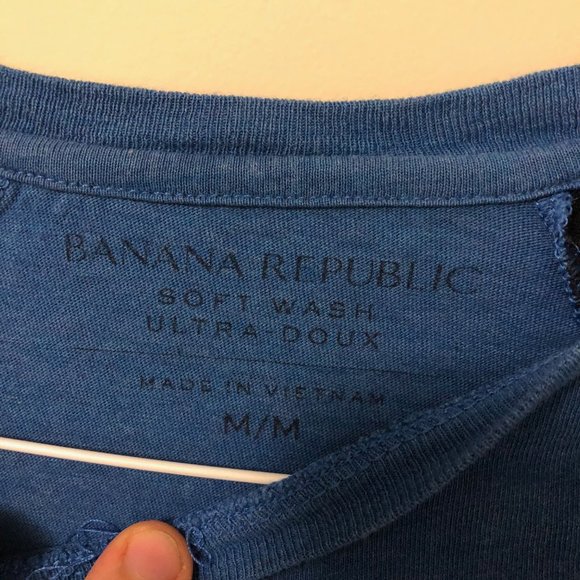 BANANA REPUBLIC
SOFT WASH
ULTRA-DOUX
MADE IN VIETNAM
M/M